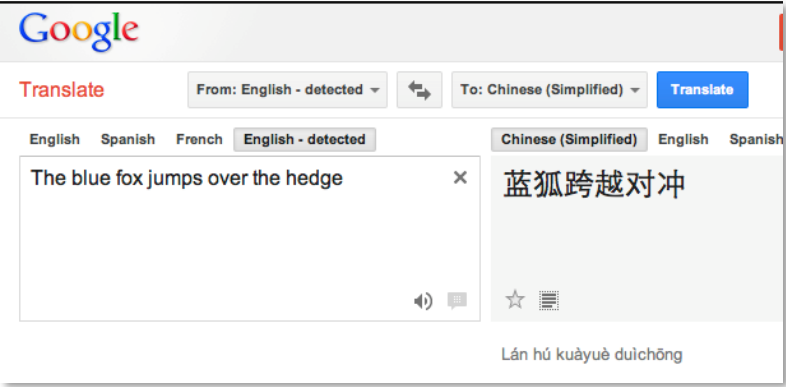 Google
Translate From: English - detected To: Chinese (Simplified) Translate
English Spanish French English - detected Chinese (Simplified) English Spanish
The blue fox jumps over the hedge
蓝狐跨越对冲
Lán hú kuàyuè duìchōng